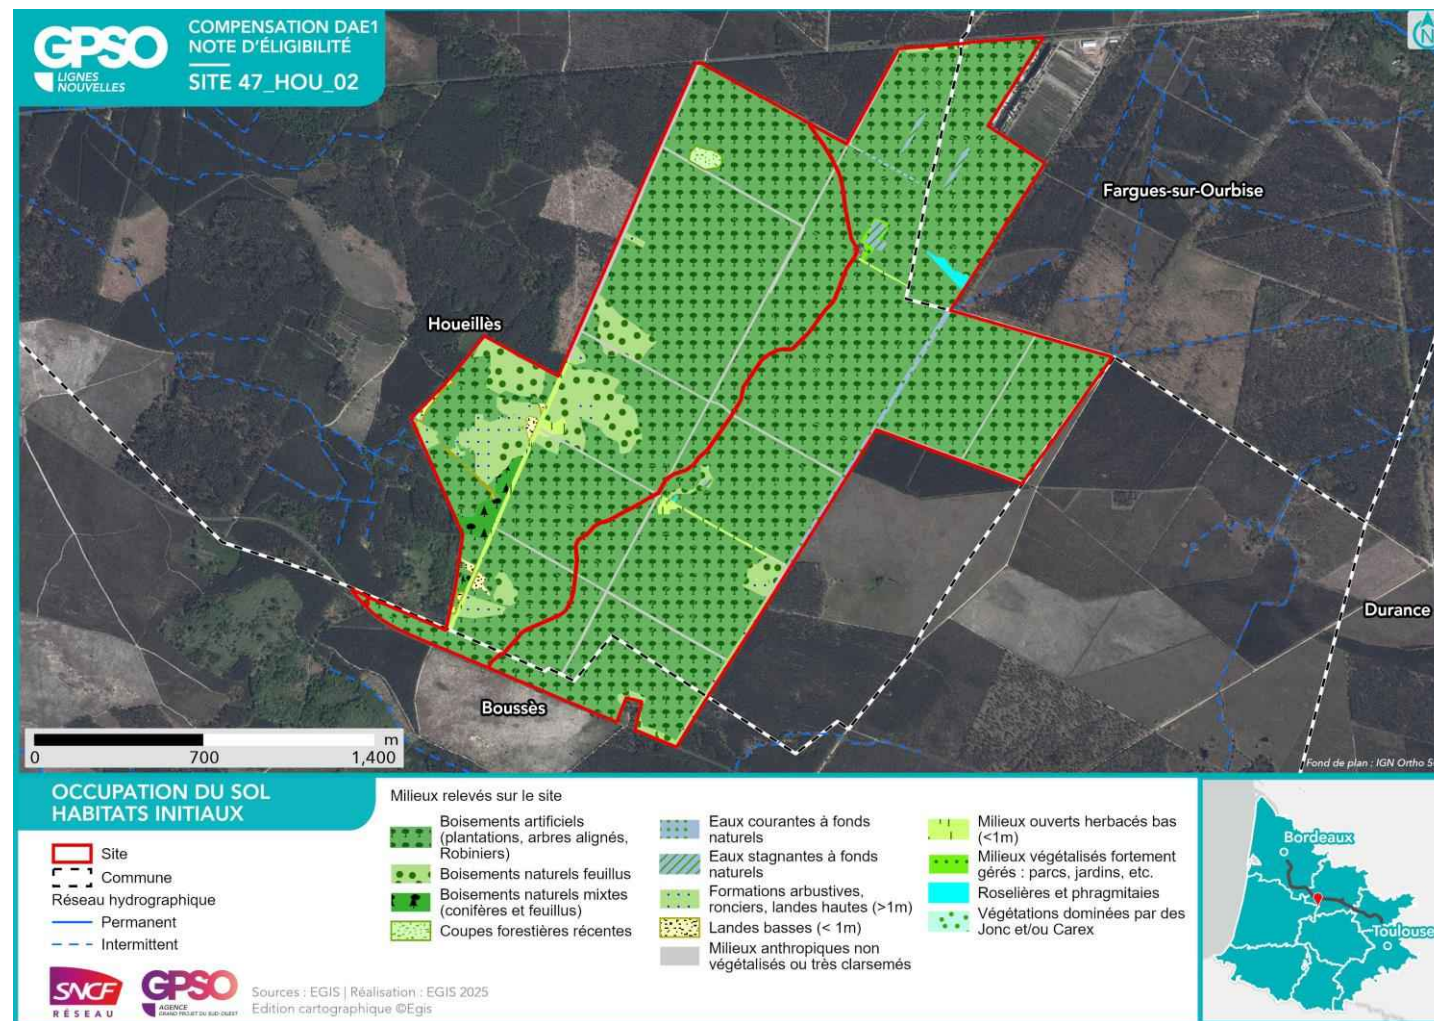 GPSO
LIGNES
NOUVELLES
COMPENSATION DAE1
NOTE D'ÉLIGIBILITÉ
SITE 47_HOU_02
N
Fargues-sur-Ourbise
Houeillès
Durance
Boussès
m
0 700 1,400
Fond de plan : IGN Ortho
OCCUPATION DU SOL
HABITATS INITIAUX
Site
Commune
Réseau hydrographique
Permanent
Intermittent
Milieux relevés sur le site
Boisements artificiels
(plantations, arbres alignés,
Robiniers)
Boisements naturels feuillus
Boisements naturels mixtes
(conifères et feuillus)
Coupes forestières récentes
Eaux courantes à fonds
naturels
Eaux stagnantes à fonds
naturels
Formations arbustives,
ronciers, landes hautes (>1m)
Landes basses (< 1m)
Milieux anthropiques non
végétalisés ou très clarsemés
Milieux ouverts herbacés bas
(<1m)
Milieux végétalisés fortement
gérés : parcs, jardins, etc.
Roselières et phragmitaies
Végétations dominées par des
Jonc et/ou Carex
Bordeaux
Toulouse
SNCF
RÉSEAU
GPSO
AGENCE
GRAND PROJET DU SUD-OUEST
Sources : EGIS | Réalisation : EGIS 2025
Edition cartographique ©Egis